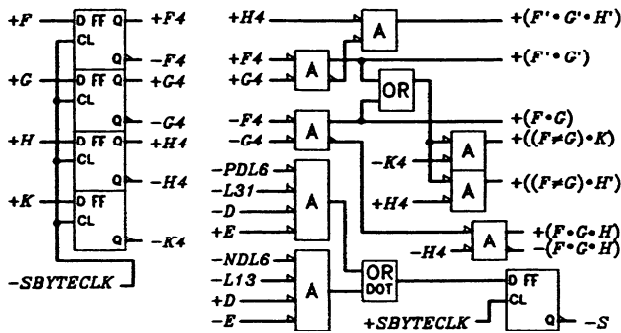 +F
D FF Q
+F4
CL
Q
-F4
+G
D FF Q
+G4
CL
Q
-G4
+H
D FF Q
+H4
CL
Q
-H4
+K
D FF Q
CL
Q
-K4
-SBYTECLK
+H4
A
+(F'·G'·H')
+F4
+G4
A
+(F'·G')
OR
-F4
-G4
A
+(F·G)
-K4
A
+((F≠G)·K)
+H4
A
+((F≠G)·H')
-PDL6
-L31
-D
+E
A
-H4
A
+(F·G·H)
-(F·G·H)
-NDL6
-L13
+D
-E
A
OR
DOT
D FF
CL
Q
+SBYTECLK
-S